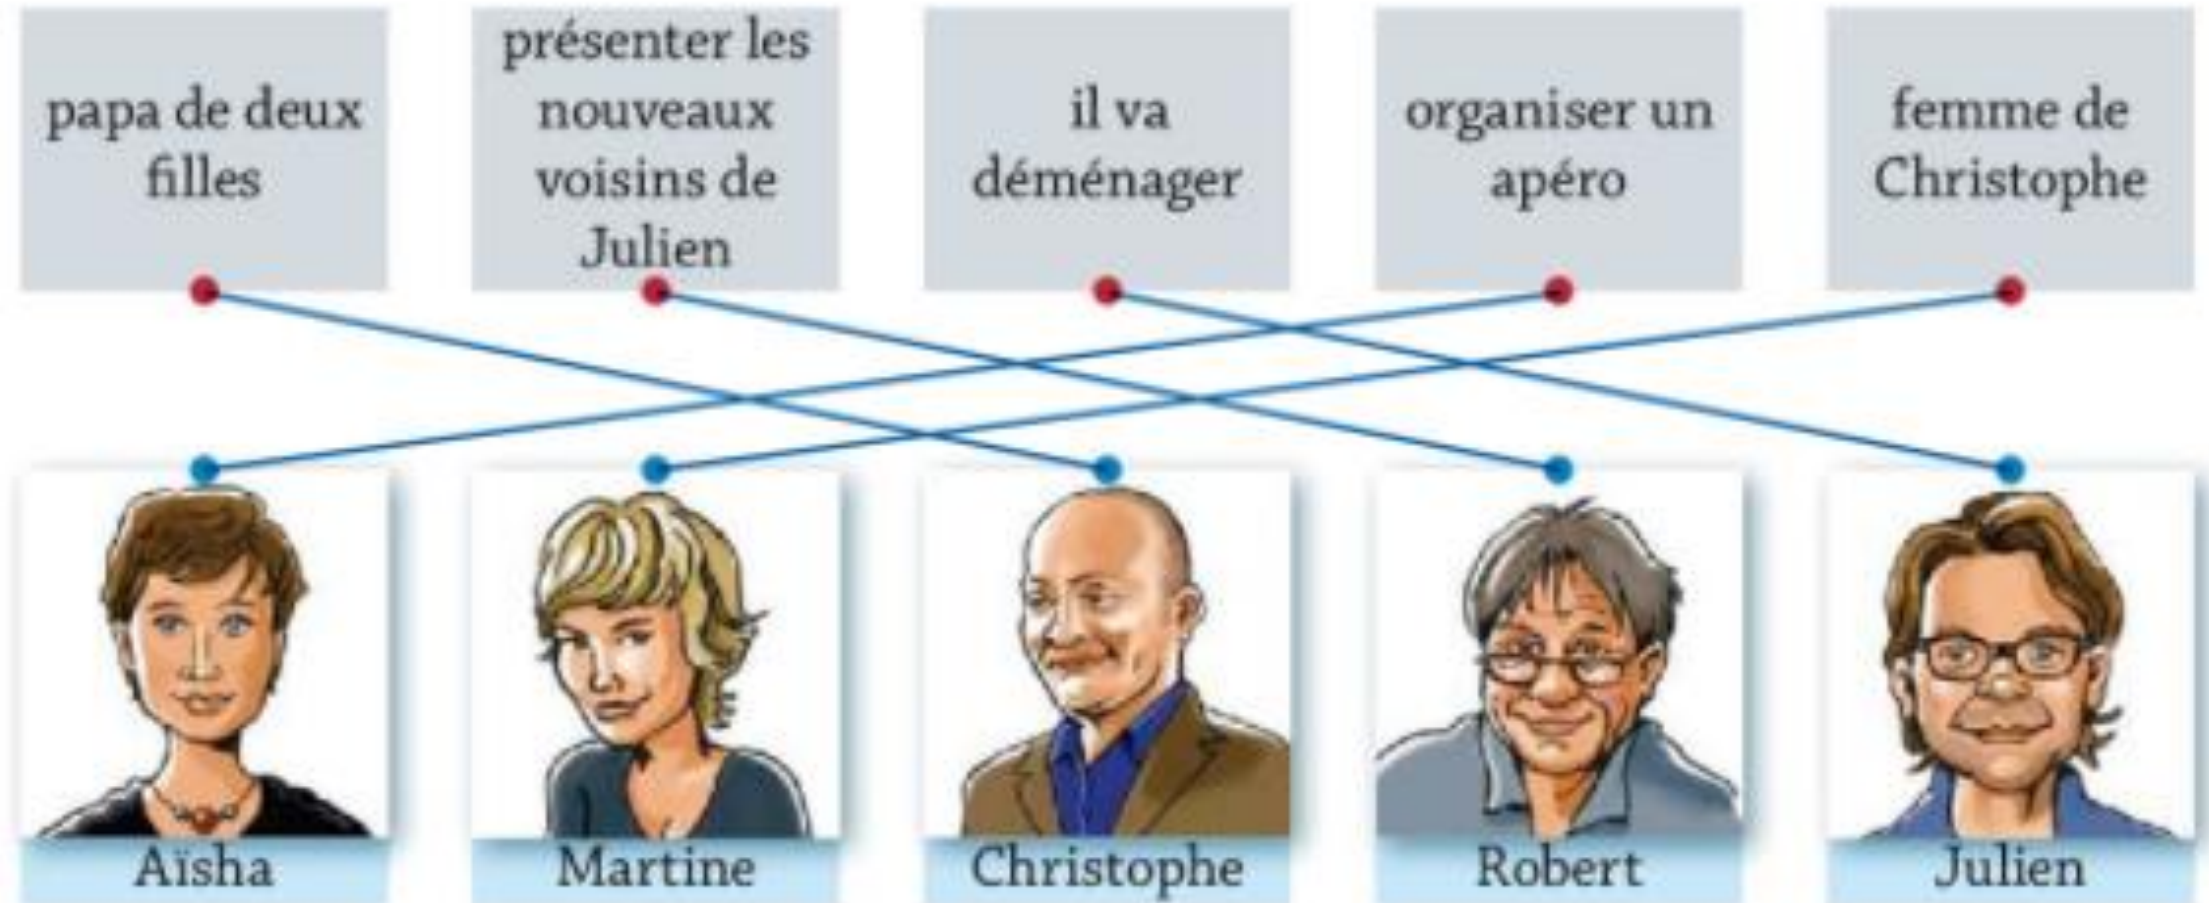 papa de deux
filles
présenter les
nouveaux
voisins de
Julien
il va
déménager
organiser un
apéro
femme de
Christophe
Aïsha
Martine
Christophe
Robert
Julien